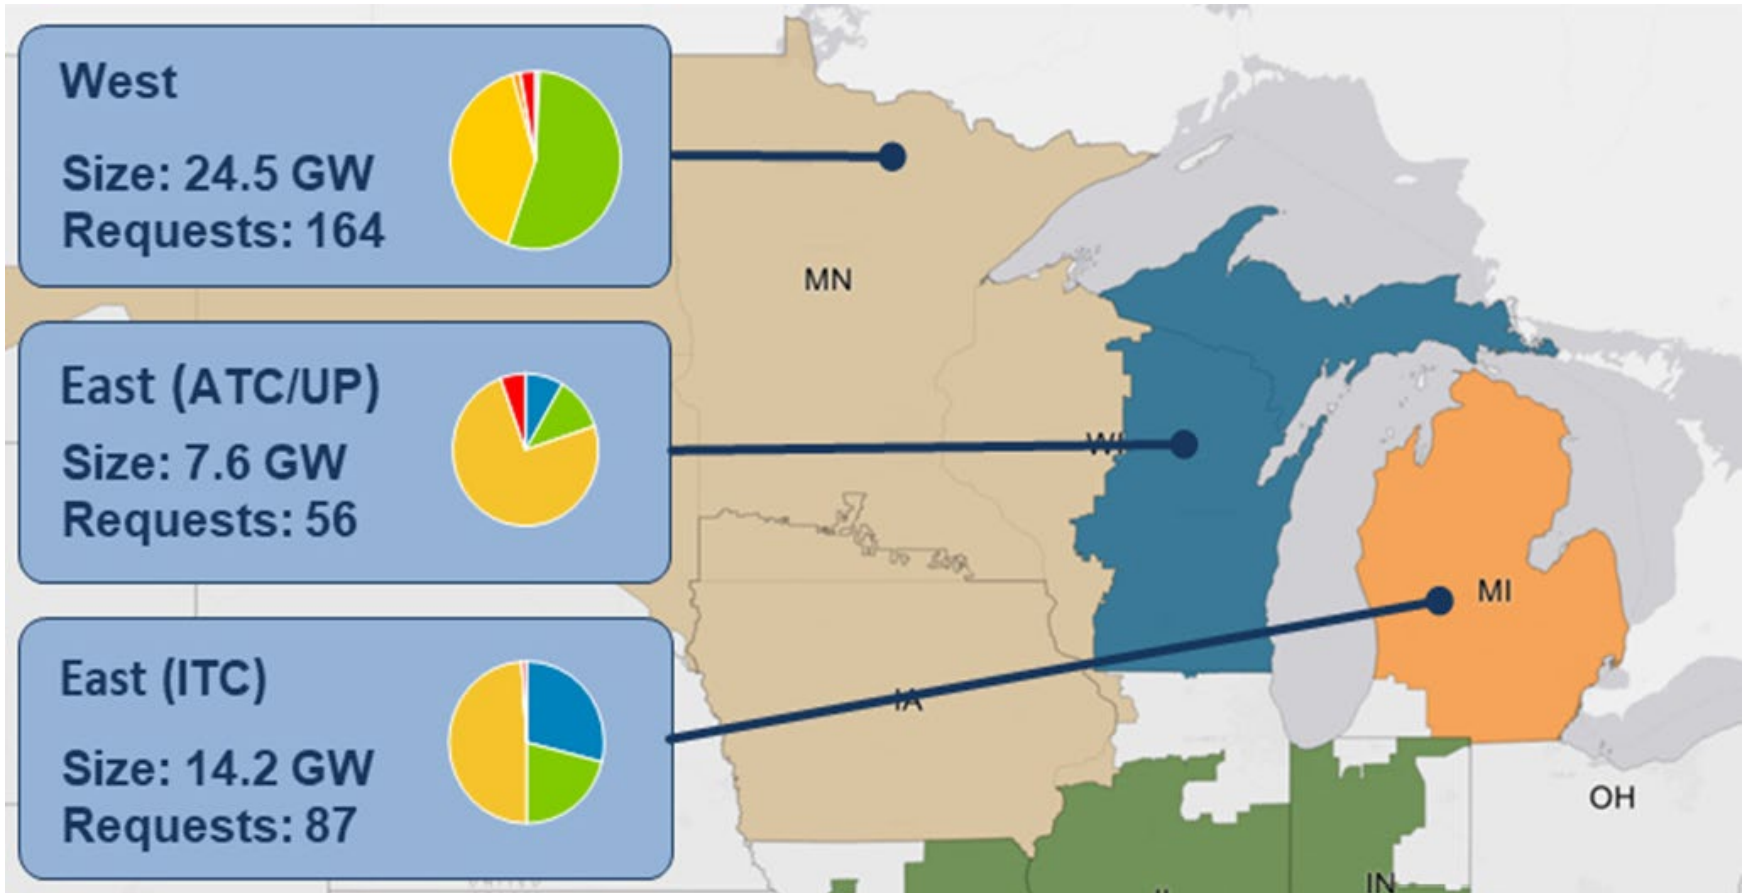 West
Size: 24.5 GW
Requests: 164
East (ATC/UP)
Size: 7.6 GW
Requests: 56
East (ITC)
Size: 14.2 GW
Requests: 87
MN
WI
MI
IA
OH
IN